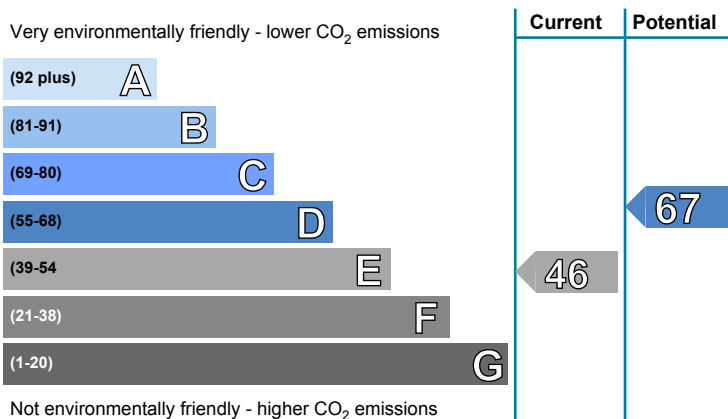 Very environmentally friendly - lower CO2 emissions
Current
Potential
(92 plus) A
(81-91) B
(69-80) C
(55-68) D
67
(39-54 E
46
(21-38) F
(1-20) G
Not environmentally friendly - higher CO2 emissions